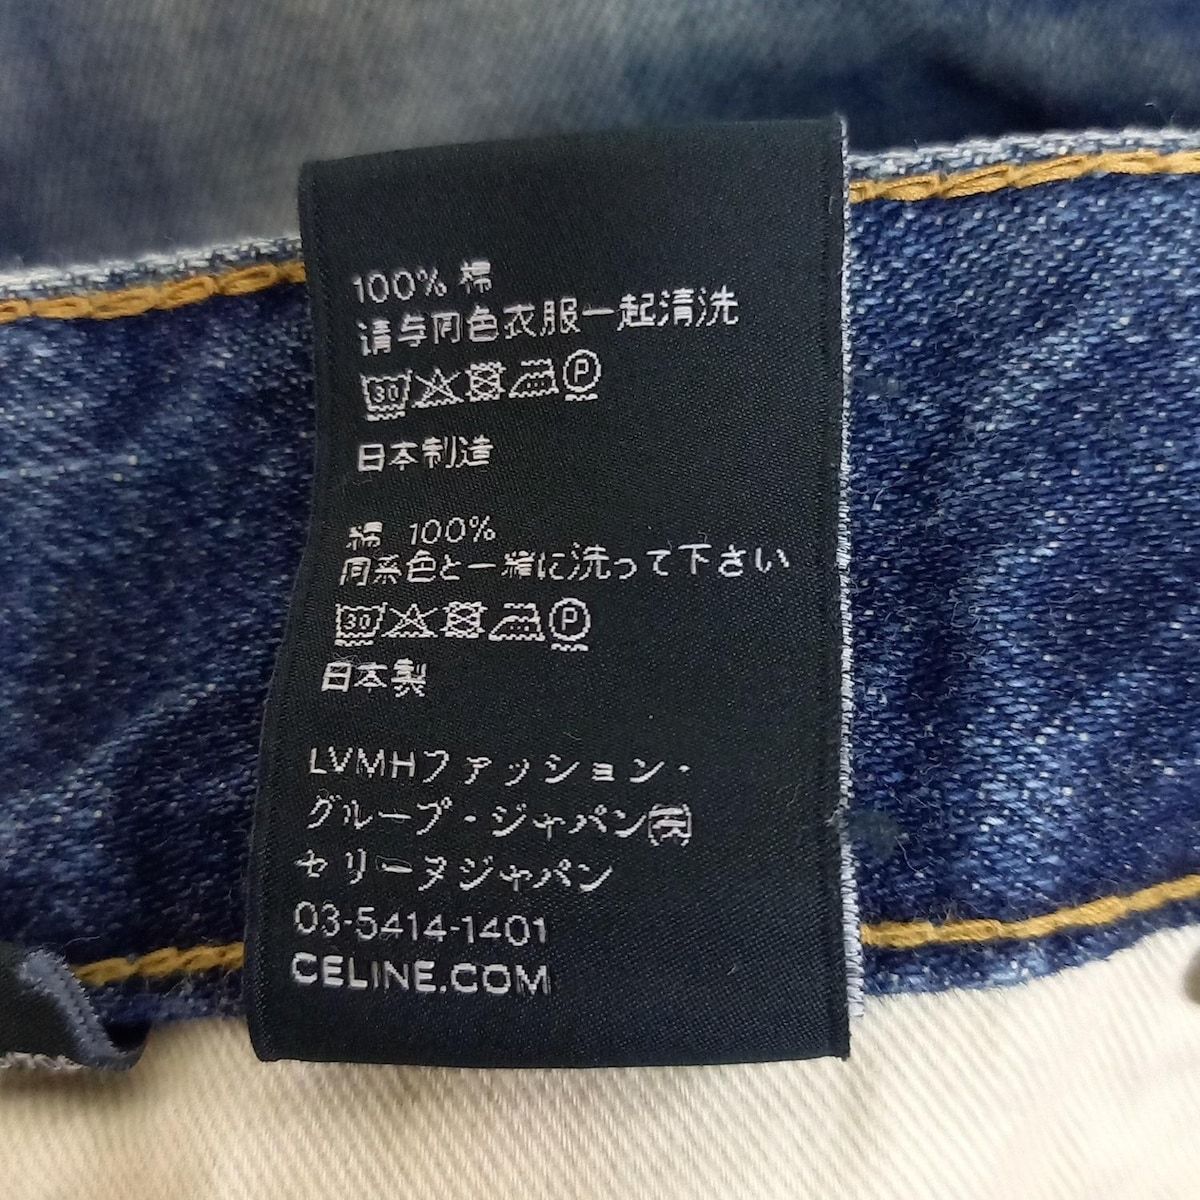 100% 棉
请与同色衣服一起清洗
30 P
日本制造
綿 100%
同系色と一緒に洗って下さい
30 P
日本製
LVMHファッション・
グループ・ジャパン㈱
セリーヌジャパン
03-5414-1401
CELINE.COM